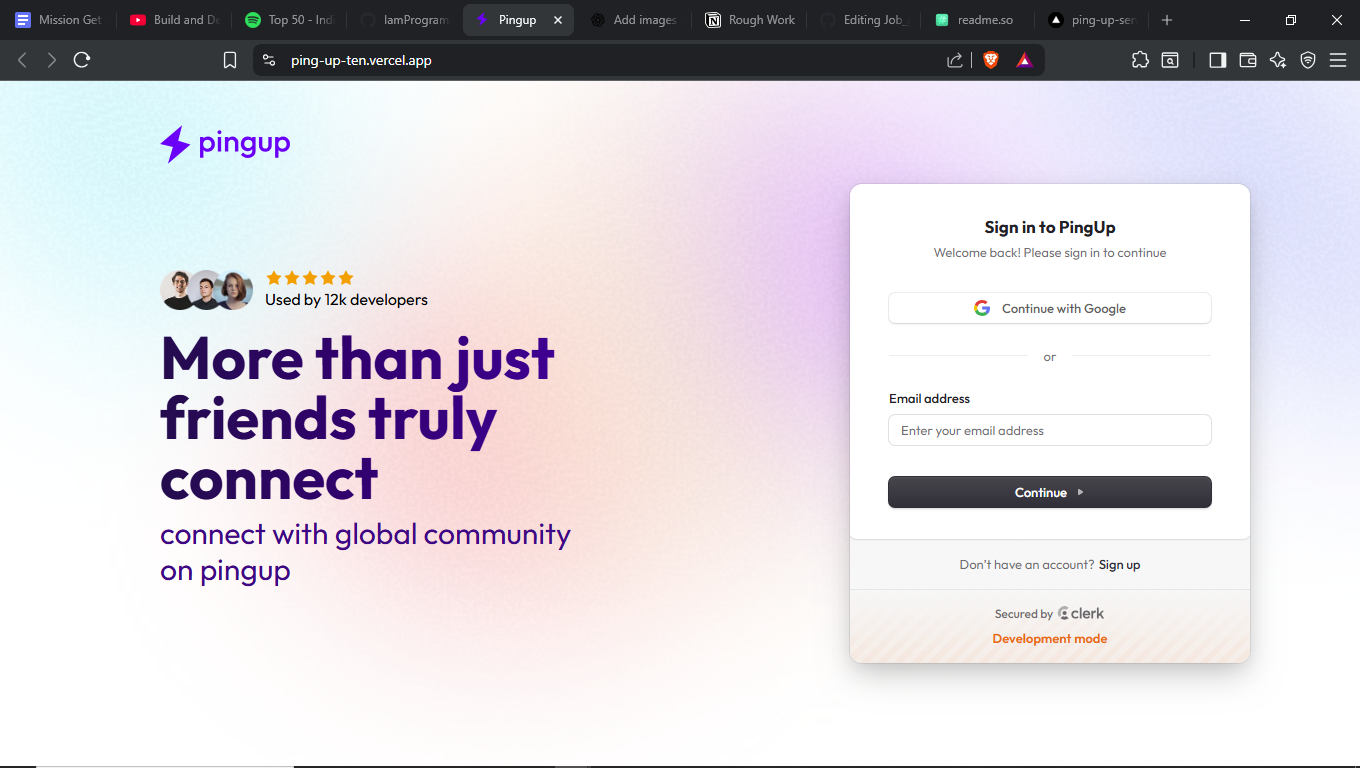 Mission Get
Build and De
Top 50 - Indi
IamProgram
Pingup
Add images
Rough Work
Editing Job_
readme.so
ping-up-ser
ping-up-ten.vercel.app
pingup
Used by 12k developers
More than just
friends truly
connect
connect with global community
on pingup
Sign in to PingUp
Welcome back! Please sign in to continue
Continue with Google
or
Email address
Enter your email address
Continue
Don't have an account? Sign up
Secured by clerk
Development mode